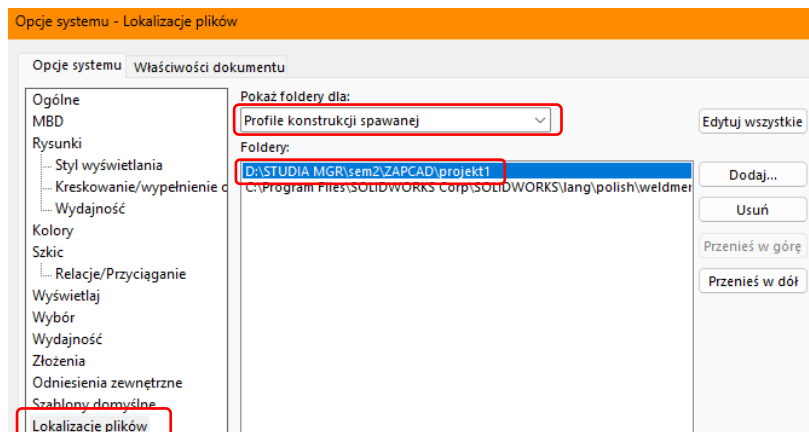 Opcje systemu - Lokalizacje plików
Opcje systemu
Właściwości dokumentu
Ogólne
MBD
Rysunki
Styl wyświetlania
Kreskowanie/wypełnienie
Wydajność
Kolory
Szkic
Relacje/Przyciąganie
Wyświetlaj
Wybór
Wydajność
Złożenia
Odniesienia zewnętrzne
Szablony domyślne
Lokalizacje plików
Pokaż foldery dla:
Profile konstrukcji spawanej
Foldery:
D:\STUDIA MGR\sem2\ZAPCAD\projekt1
C:\Program Files\SOLIDWORKS Corp\SOLIDWORKS\lang\polish\weldmer
Edytuj wszystkie
Dodaj...
Usuń
Przenieś w górę
Przenieś w dół